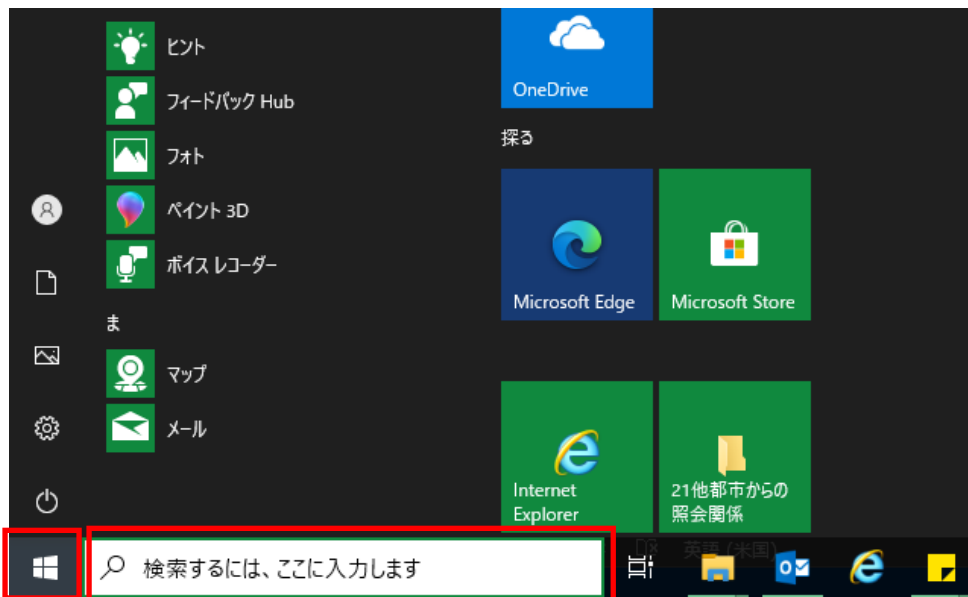 ヒント
フィードバック Hub
フォト
ペイント 3D
ボイス レコーダー
ま
マップ
メール
OneDrive
探る
Microsoft Edge
Microsoft Store
Internet
Explorer
21他都市からの
照会関係
英語 (米国)
検索するには、ここに入力します